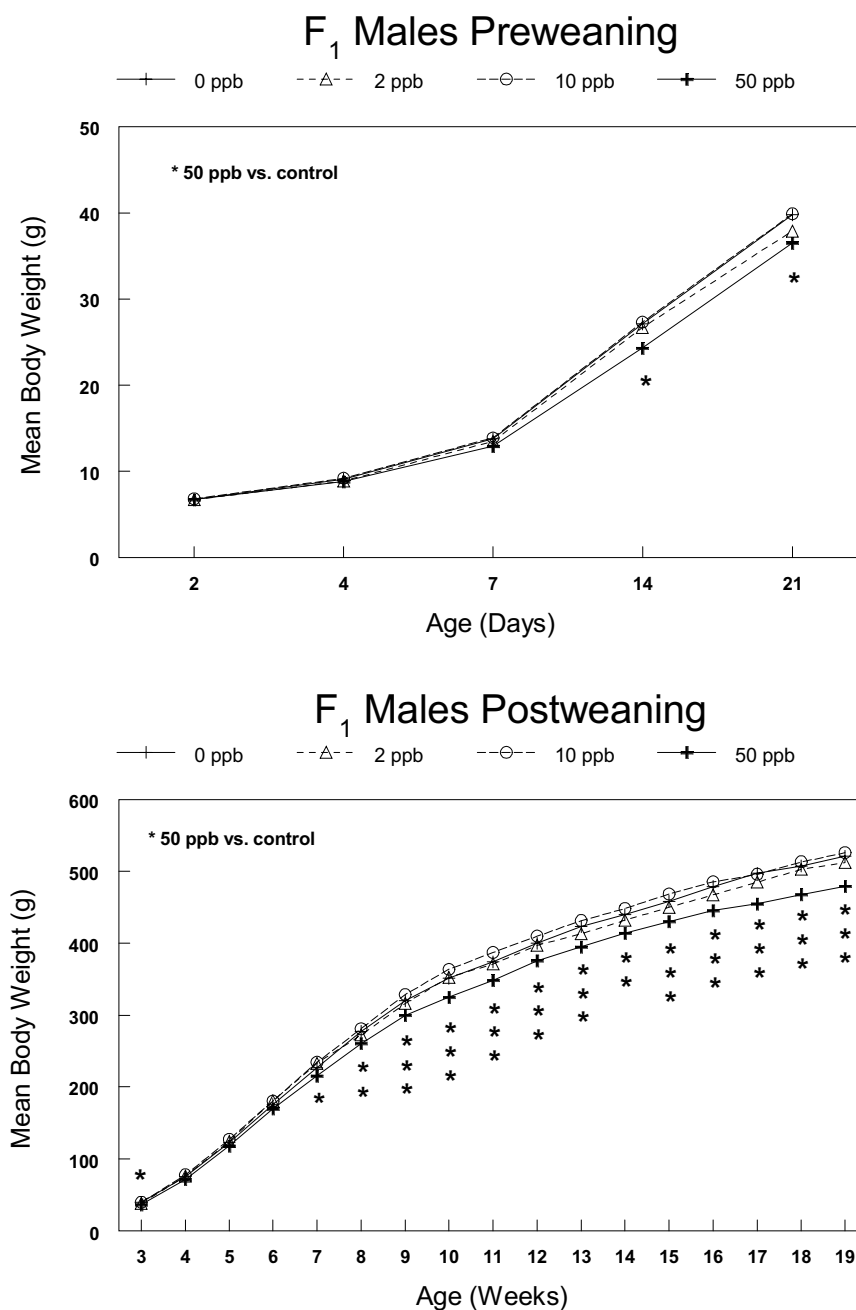 F1 Males Preweaning
0 ppb 2 ppb 10 ppb 50 ppb
50
* 50 ppb vs. control
40
30
20
10
0
*
*
Mean Body Weight (g)
2 4 7 14 21
Age (Days)
F1 Males Postweaning
0 ppb 2 ppb 10 ppb 50 ppb
600
* 50 ppb vs. control
500
400
300
200
100
0
Mean Body Weight (g)
* * * * * * * * * * * * * *
* * * * * * * * * * * *
* * * * * * * * * *
3 4 5 6 7 8 9 10 11 12 13 14 15 16 17 18 19
Age (Weeks)